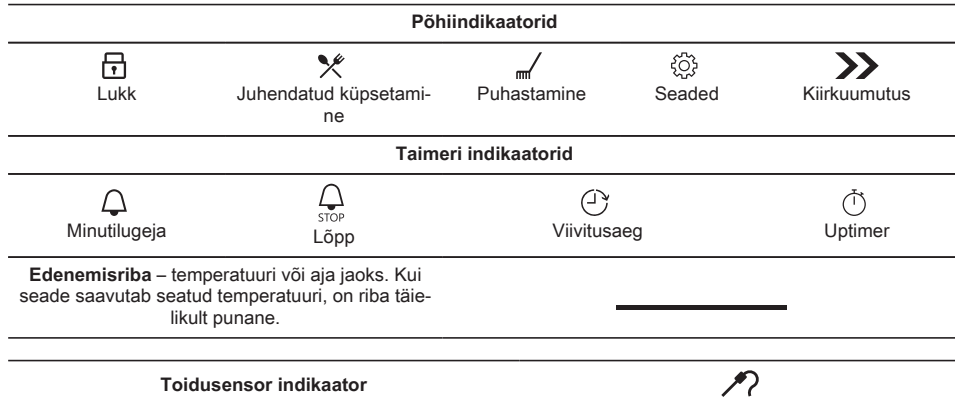 Põhiindikaatorid
Lukk Juhendatud küpsetami- Puhastamine Seaded Kiirkuumutus
ne
Taimeri indikaatorid
STOP
Minutilugeja Lõpp Viivitusaeg Uptimer
Edenemisriba – temperatuuri või aja jaoks. Kui
seade saavutab seatud temperatuuri, on riba täie-
likult punane.
Toidusensor indikaator